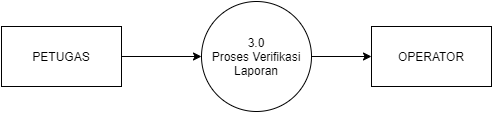 PETUGAS
3.0
Proses Verifikasi
Laporan
OPERATOR